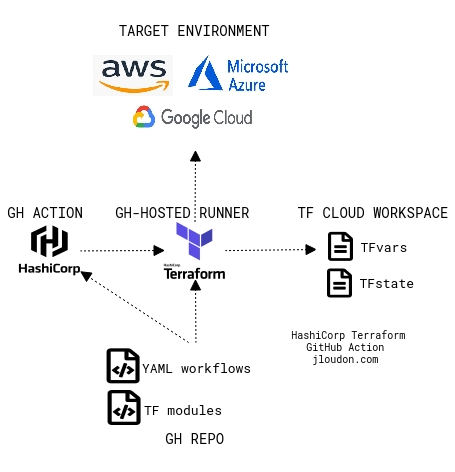 TARGET ENVIRONMENT
aws
Microsoft
Azure
Google Cloud
GH ACTION
GH-HOSTED RUNNER
TF CLOUD WORKSPACE
HashiCorp
HashiCorp
Terraform
TFvars
TFstate
HashiCorp Terraform
GitHub Action
jloudon.com
YAML workflows
TF modules
GH REPO